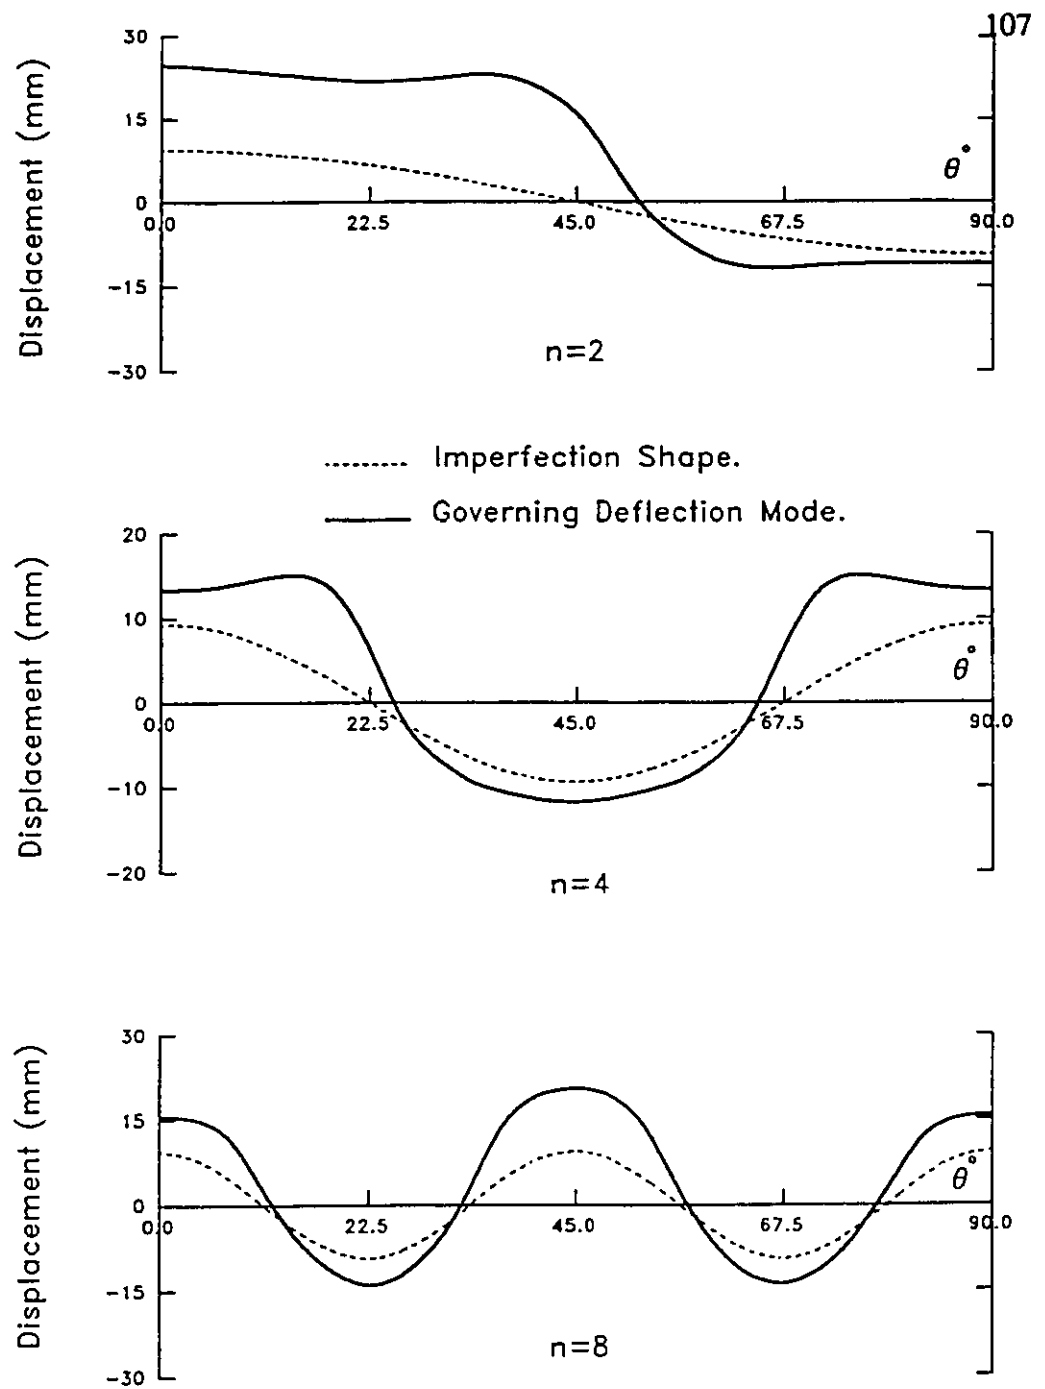 107
30
15
0
-15
-30
Displacement (mm)
0.0 22.5 45.0 67.5 90.0
θ°
n=2
Imperfection Shape.
Governing Deflection Mode.
20
10
0
-10
-20
Displacement (mm)
0.0 22.5 45.0 67.5 90.0
θ°
n=4
30
15
0
-15
-30
Displacement (mm)
0.0 22.5 45.0 67.5 90.0
θ°
n=8